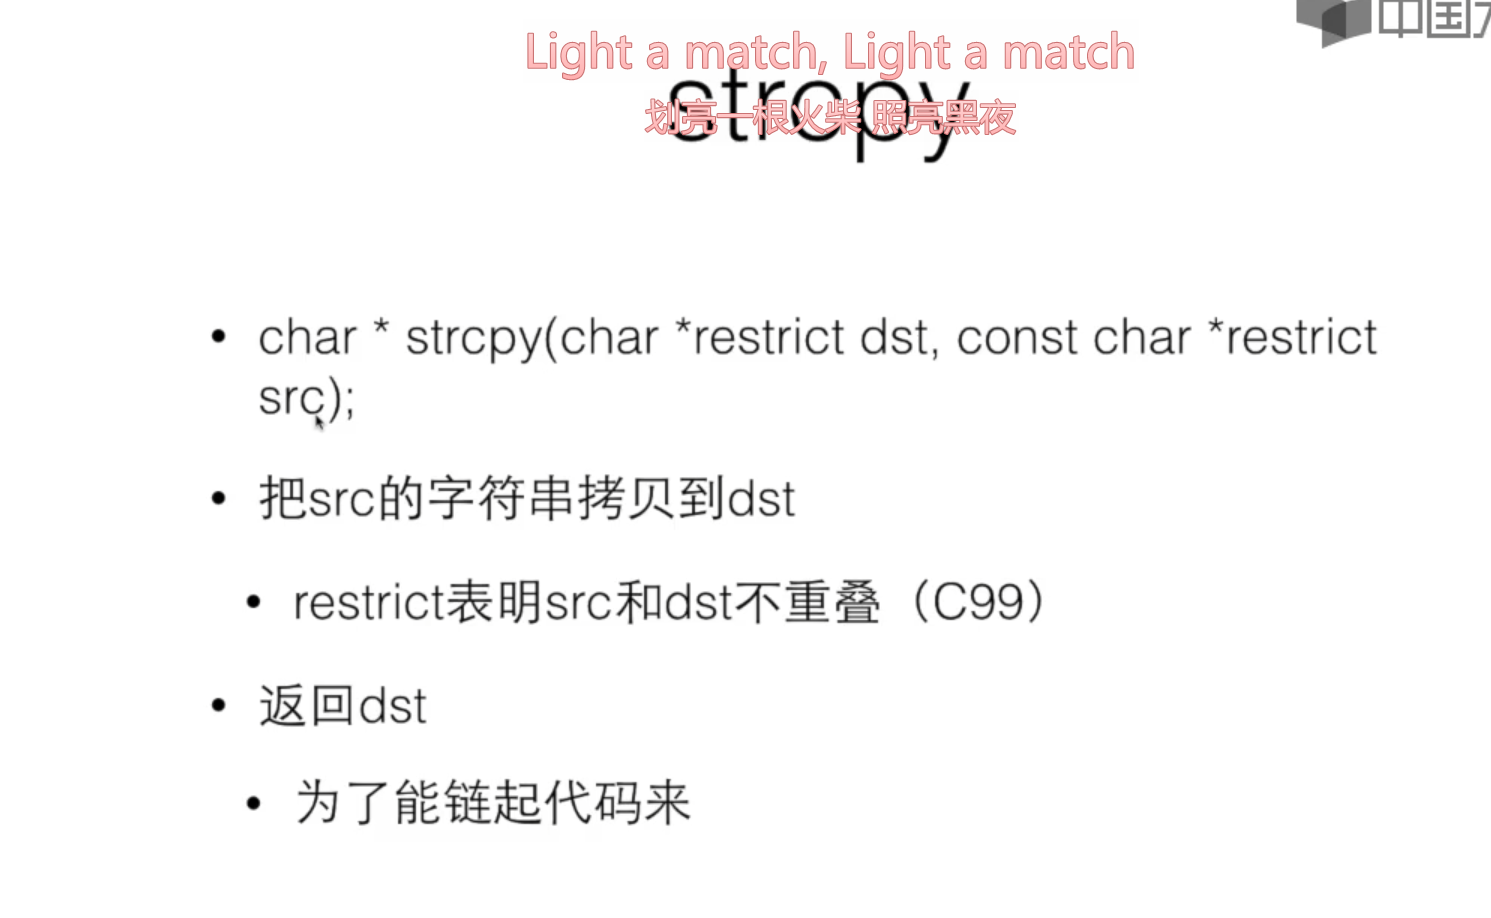 中国
Light a match, Light a match
strcpy
划亮一根火柴 照亮黑夜
• char * strcpy(char *restrict dst, const char *restrict
src);
• 把src的字符串拷贝到dst
• restrict表明src和dst不重叠（C99）
• 返回dst
• 为了能链起代码来